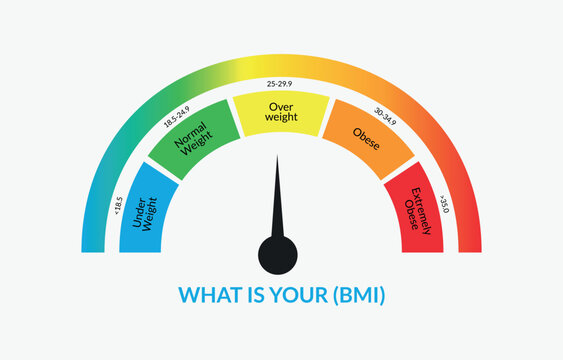 <18.5
18.5-24.9
25-29.9
30-34.9
>35.0
Under
Weight
Normal
Weight
Over
weight
Obese
Extremely
Obese
WHAT IS YOUR (BMI)